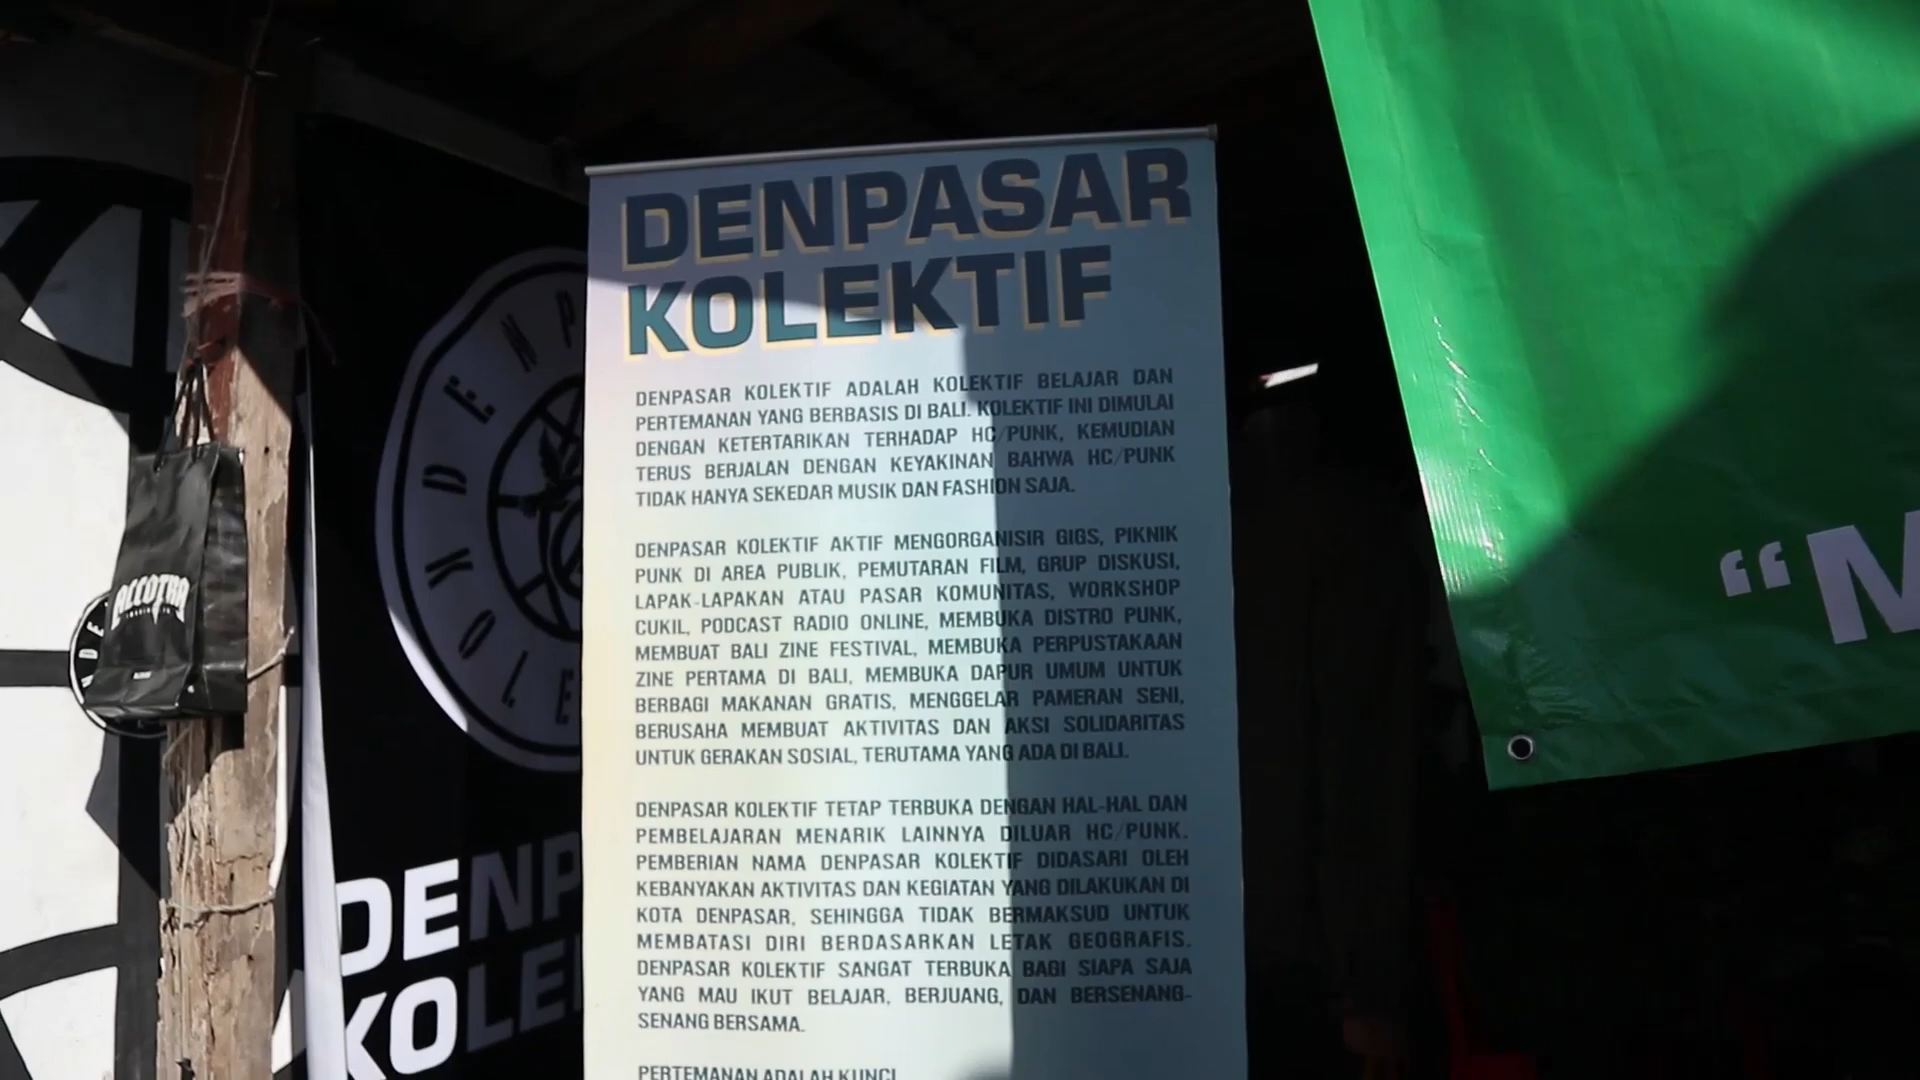 DENPASAR
KOLEKTIF
DENPASAR KOLEKTIF ADALAH KOLEKTIF BELAJAR DAN
PERTEMANAN YANG BERBASIS DI BALI. KOLEKTIF INI DIMULAI
DENGAN KETERTARIKAN TERHADAP HC/PUNK, KEMUDIAN
TERUS BERJALAN DENGAN KEYAKINAN BAHWA HC/PUNK
TIDAK HANYA SEKEDAR MUSIK DAN FASHION SAJA.
DENPASAR KOLEKTIF AKTIF MENGORGANISIR GIGS, PIKNIK
PUNK DI AREA PUBLIK, PEMUTARAN FILM, GRUP DISKUSI,
LAPAK-LAPAKAN ATAU PASAR KOMUNITAS, WORKSHOP
CUKIL, PODCAST RADIO ONLINE, MEMBUKA DISTRO PUNK,
MEMBUAT BALI ZINE FESTIVAL, MEMBUKA PERPUSTAKAAN
ZINE PERTAMA DI BALI, MEMBUKA DAPUR UMUM UNTUK
BERBAGI MAKANAN GRATIS, MENGGELAR PAMERAN SENI,
BERUSAHA MEMBUAT AKTIVITAS DAN AKSI SOLIDARITAS
UNTUK GERAKAN SOSIAL, TERUTAMA YANG ADA DI BALI.
DENPASAR KOLEKTIF TETAP TERBUKA DENGAN HAL-HAL DAN
PEMBELAJARAN MENARIK LAINNYA DILUAR HC/PUNK.
PEMBERIAN NAMA DENPASAR KOLEKTIF DIDASARI OLEH
KEBANYAKAN AKTIVITAS DAN KEGIATAN YANG DILAKUKAN DI
KOTA DENPASAR, SEHINGGA TIDAK BERMAKSUD UNTUK
MEMBATASI DIRI BERDASARKAN LETAK GEOGRAFIS.
DENPASAR KOLEKTIF SANGAT TERBUKA BAGI SIAPA SAJA
YANG MAU IKUT BELAJAR, BERJUANG, DAN BERSENANG-
SENANG BERSAMA.
PERTEMANAN ADALAH KUNCI
DENP
KOLE
DENP
KOLE
“M